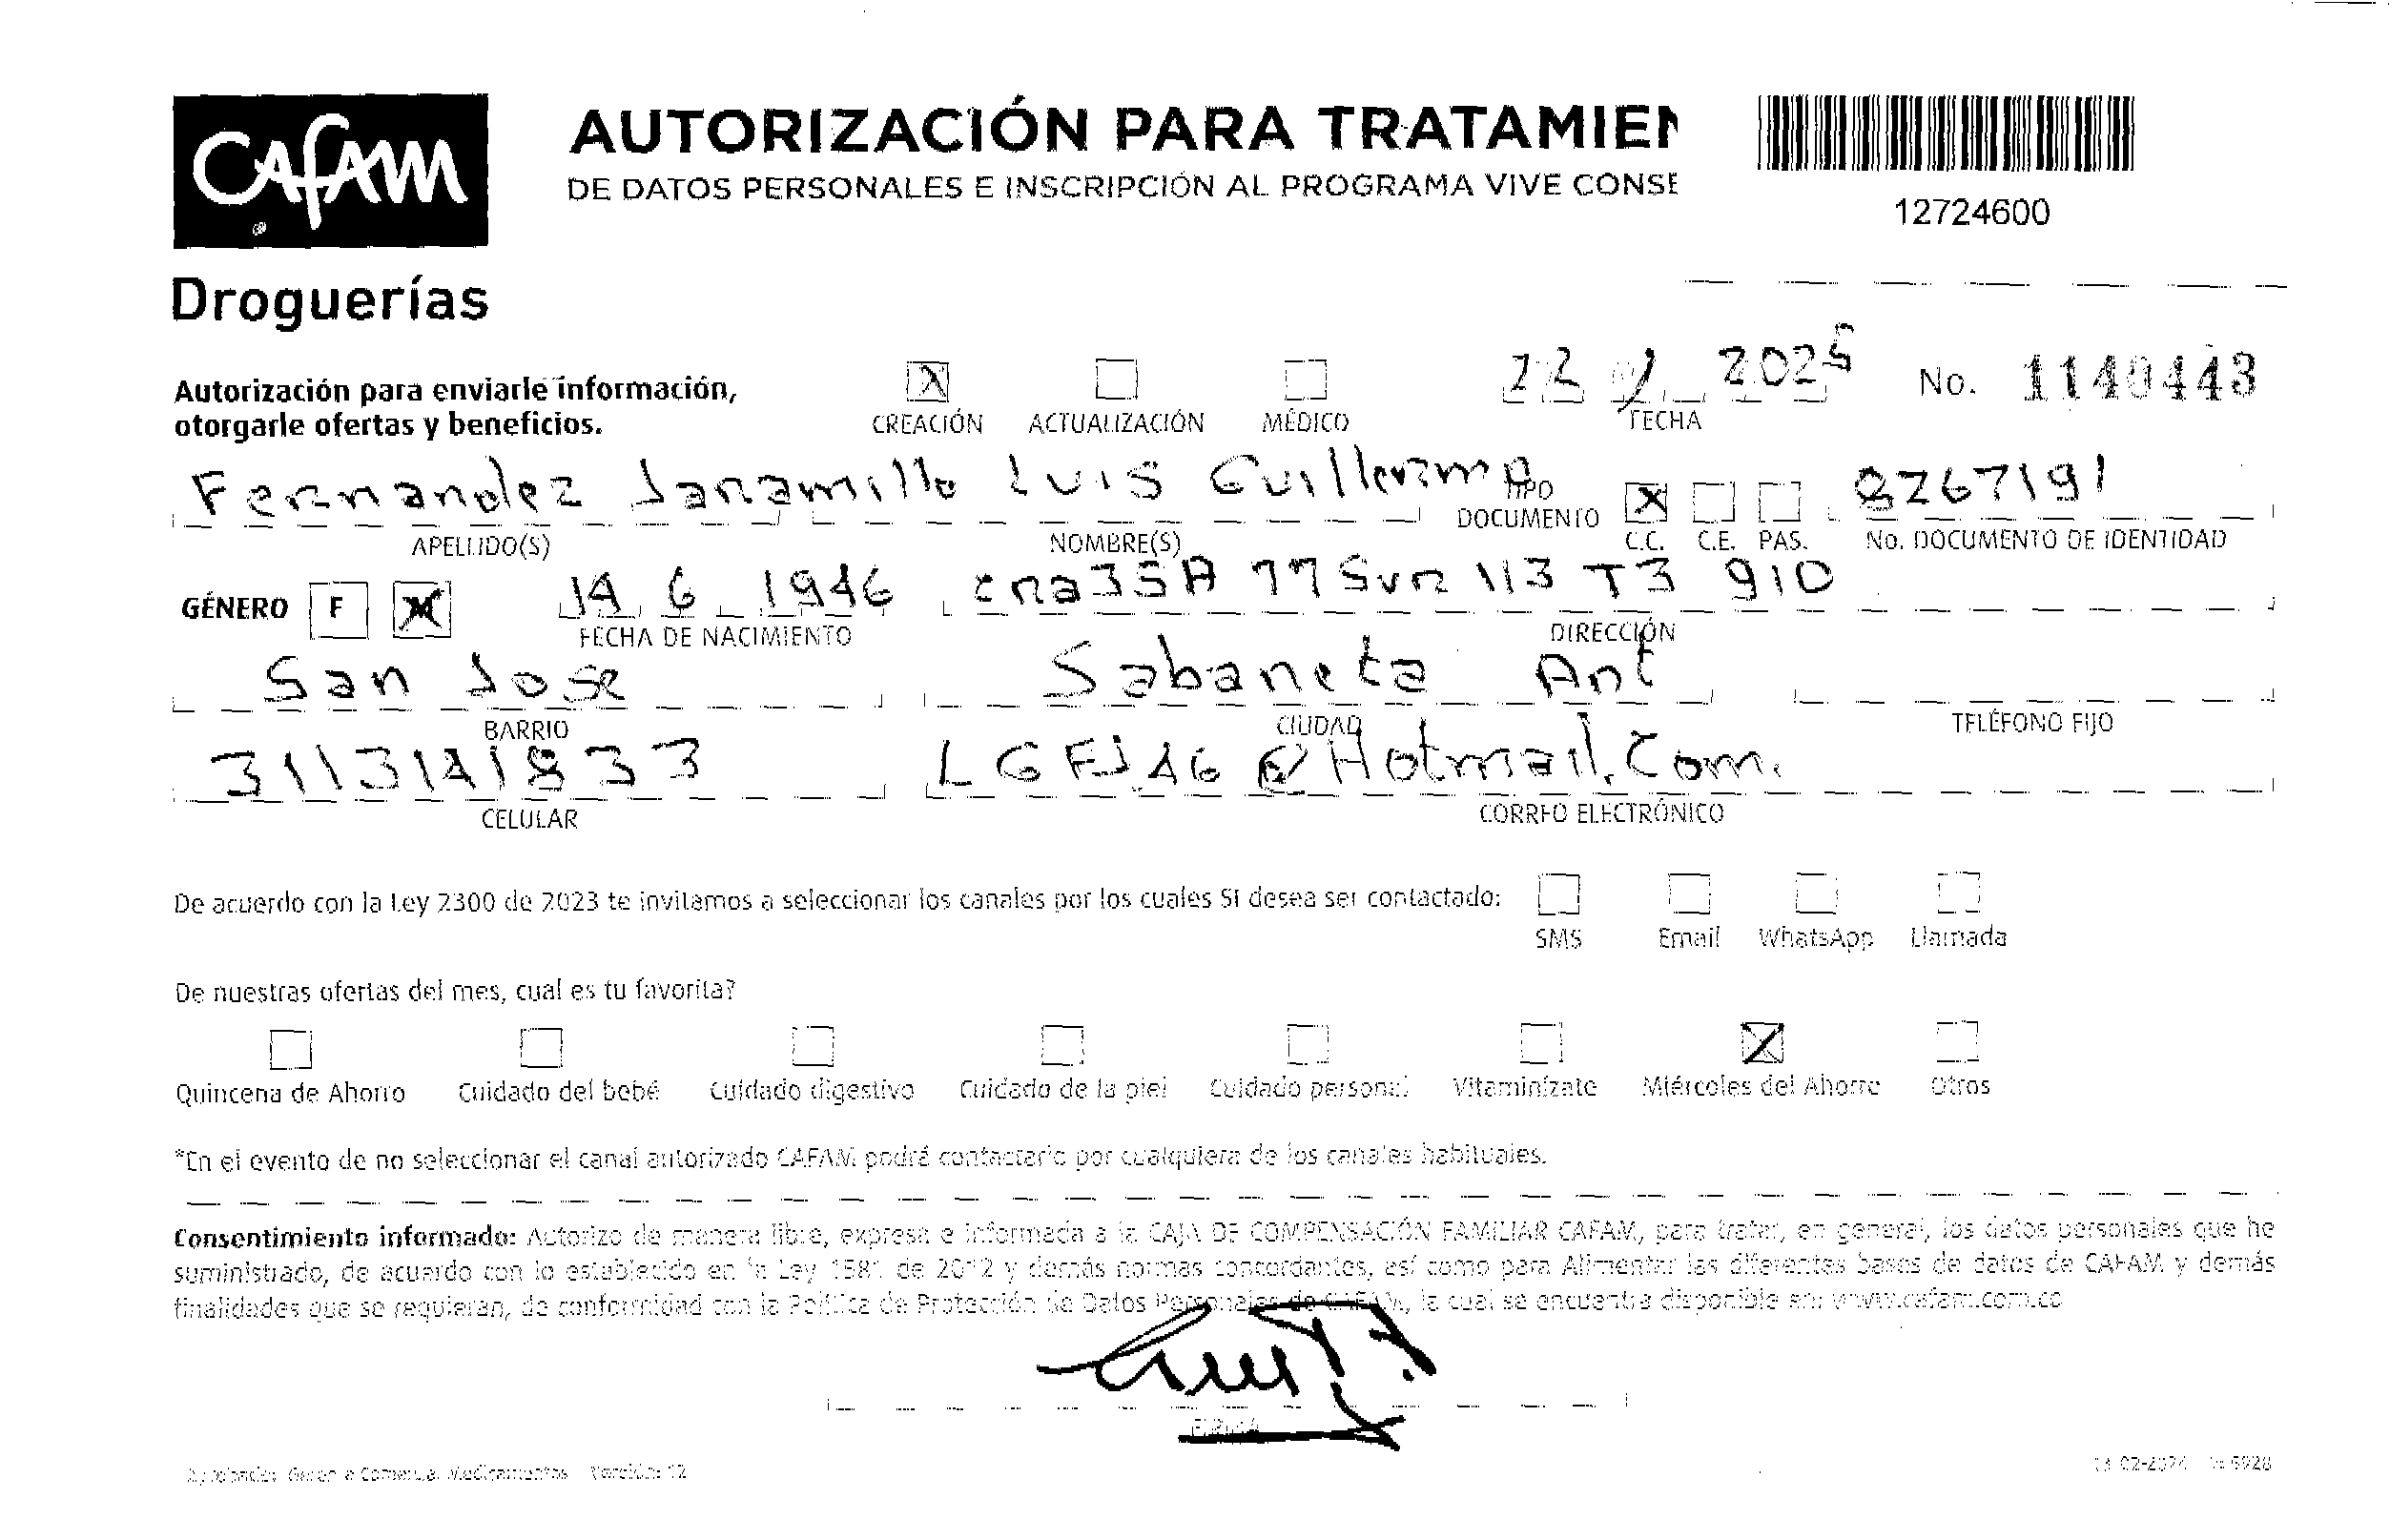 CAFAM
Droguerías
AUTORIZACIÓN PARA TRATAMIEN
DE DATOS PERSONALES E INSCRIPCIÓN AL PROGRAMA VIVE CONSE
12724600
Autorización para enviarle información,
otorgarle ofertas y beneficios.
X CREACIÓN ACTUALIZACIÓN MÉDICO
22 1 2025 FECHA
No. 1140443
Fernandez Jaramillo Luis Guillermo
APELLIDO(S) NOMBRE(S)
TIPO DOCUMENTO X C.C. C.E. PAS.
8267191
No. DOCUMENTO DE IDENTIDAD
GÉNERO F M
14 6 1946 cra 35A 77 Sur 113 T3 910
FECHA DE NACIMIENTO DIRECCIÓN
San Jose Sabaneta Ant
BARRIO CIUDAD TELÉFONO FIJO
3113141833 LGFJ46@Hotmail.Com.
CELULAR CORREO ELECTRÓNICO
De acuerdo con la Ley 2300 de 2023 te invitamos a seleccionar los canales por los cuales SI desea ser contactado:
SMS Email WhatsApp Llamada
De nuestras ofertas del mes, cual es tu favorita?
Quincena de Ahorro Cuidado del bebé Cuidado digestivo Cuidado de la piel Cuidado personal Vitamínizate X Miércoles del Ahorro Otros
*En el evento de no seleccionar el canal autorizado CAFAM podrá contactarlo por cualquiera de los canales habituales.
Consentimiento informado: Autorizo de manera libre, expresa e informada a la CAJA DE COMPENSACIÓN FAMILIAR CAFAM, para tratar, en general, los datos personales que he
suministrado, de acuerdo con lo establecido en la Ley 1581 de 2012 y demás normas concordantes, así como para Alimentar las diferentes bases de datos de CAFAM y demás
finalidades que se requieran, de conformidad con la Política de Protección de Datos Personales de CAFAM, la cual se encuentra disponible en: www.cafam.com.co
FIRMA
Medicamentos Versión: 12